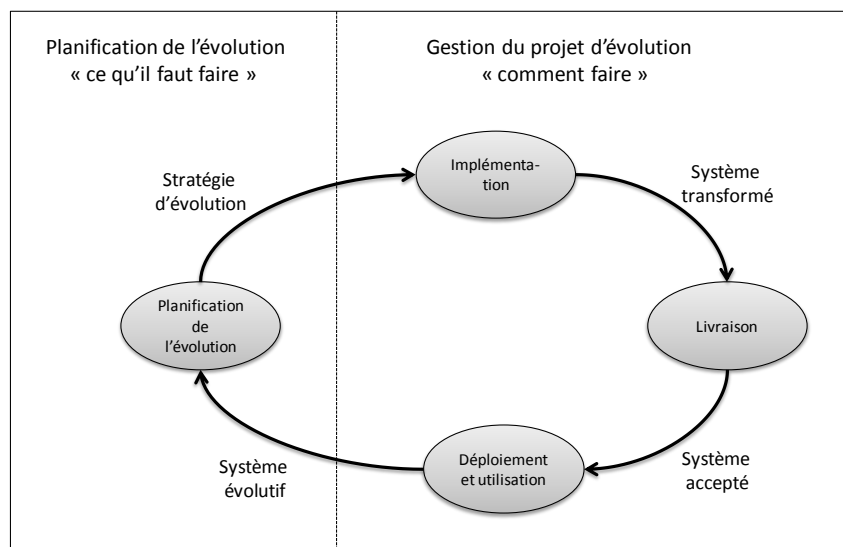 Planification de l’évolution
« ce qu’il faut faire »
Gestion du projet d’évolution
« comment faire »
Implémenta-
tion
Stratégie
d’évolution
Système
transformé
Planification
de
l’évolution
Livraison
Système
évolutif
Déploiement
et utilisation
Système
accepté